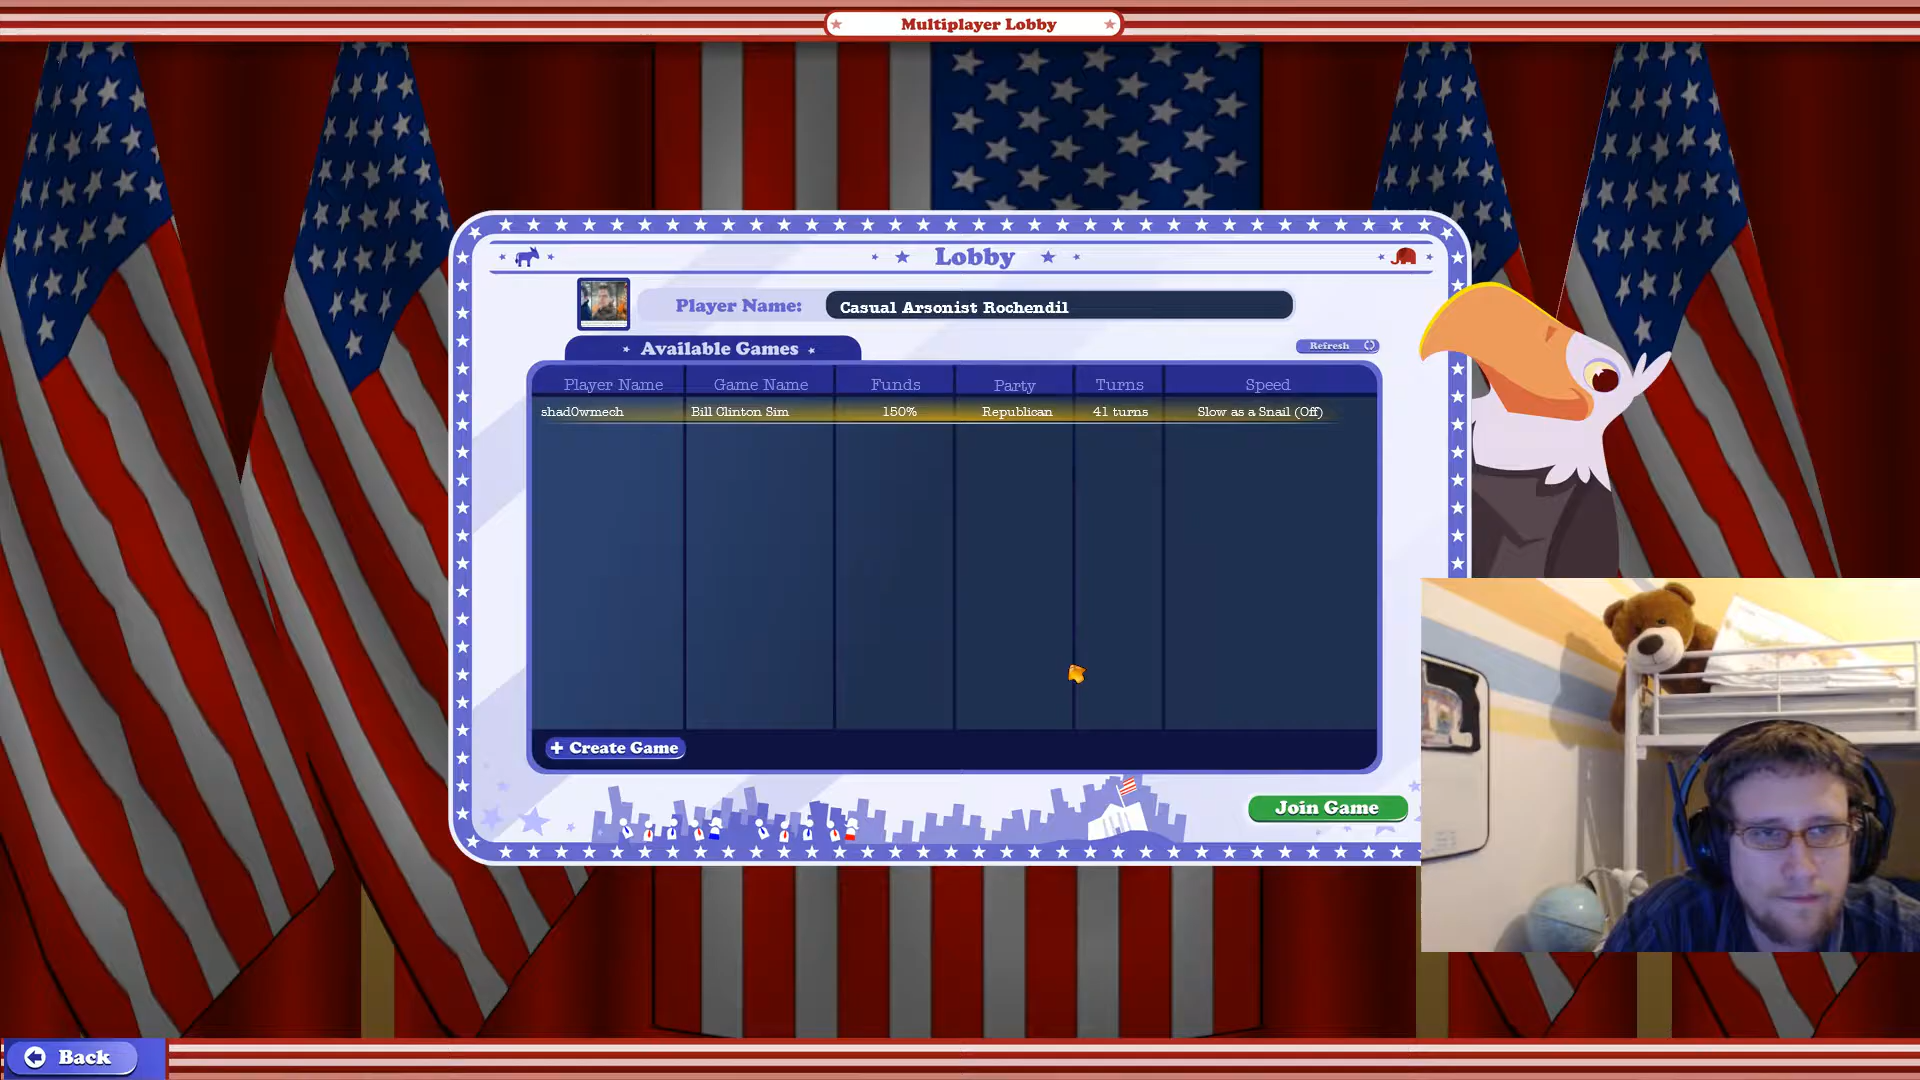 Multiplayer Lobby
Lobby
Player Name: Casual Arsonist Rochendil
Available Games
Refresh
Player Name Game Name Funds Party Turns Speed
shad0wmech Bill Clinton Sim 150% Republican 41 turns Slow as a Snail (Off)
+ Create Game
Join Game
Back